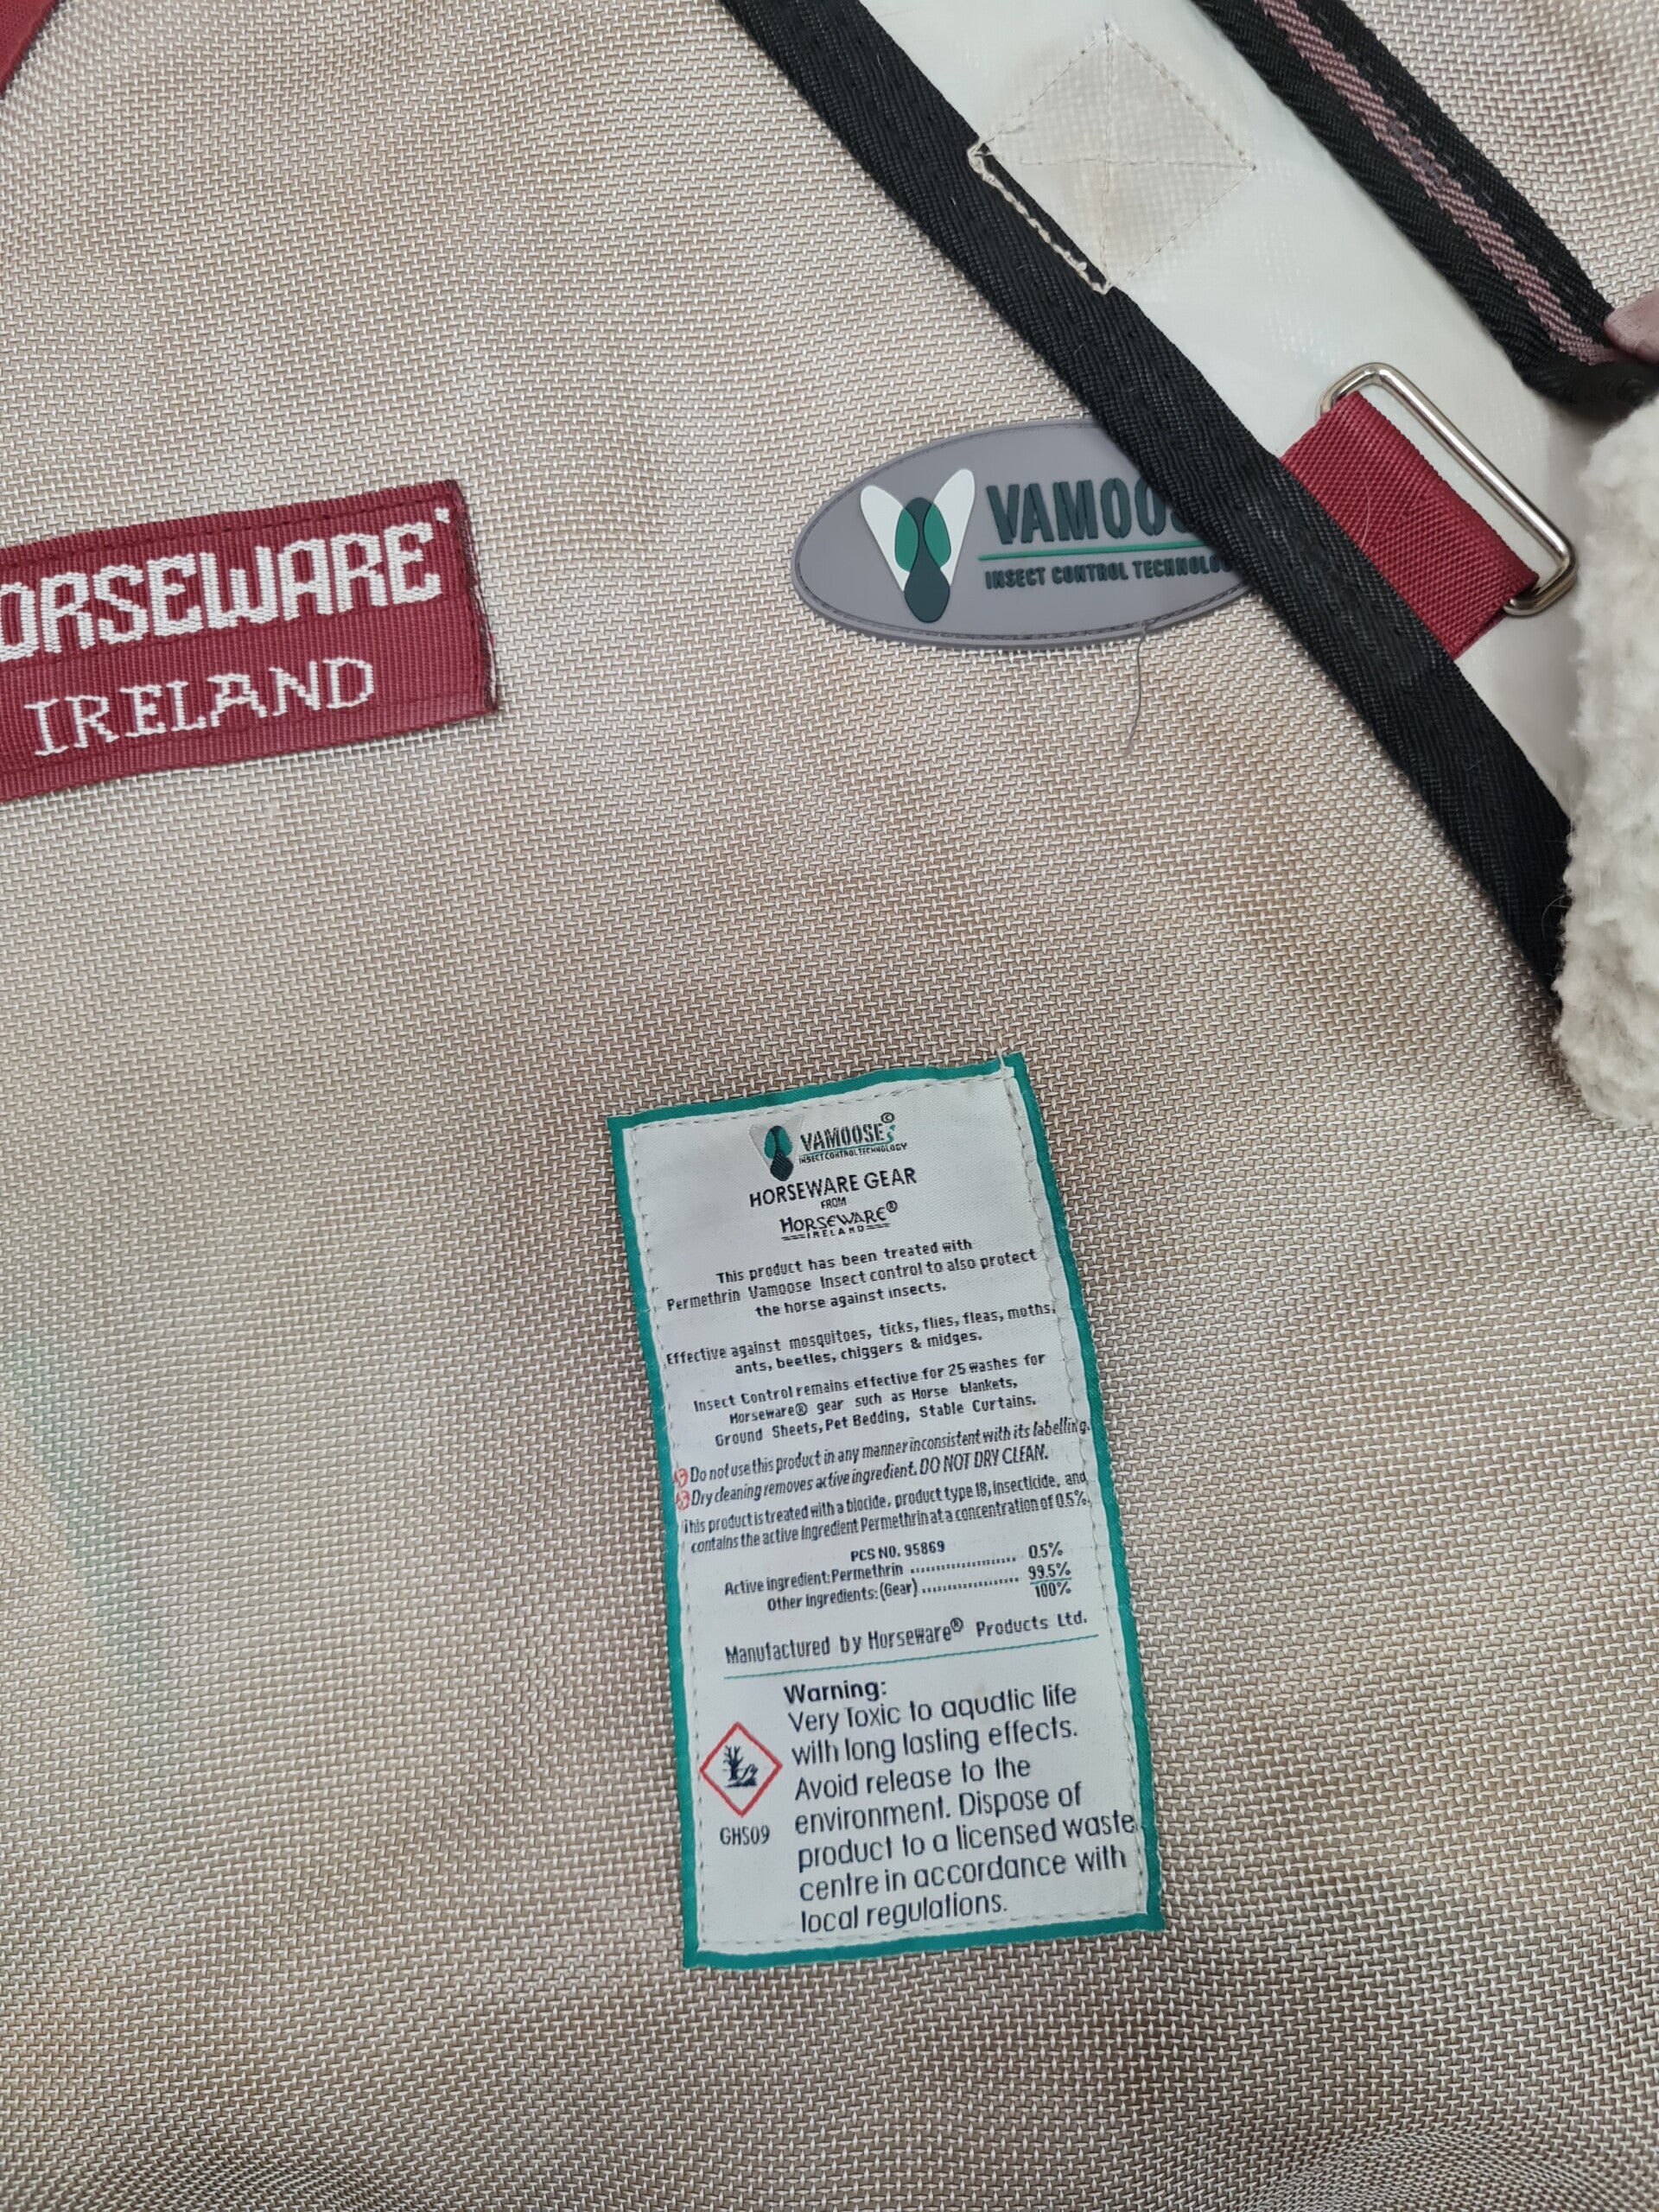 ORSEWARE
IRELAND
VAMOOS
INSECT CONTROL TECHNOLO
VAMOOSE ©
INSECT CONTROL TECHNOLOGY
HORSEWARE GEAR
FROM
HORSEWARE®
IRELAND
This product has been treated with
Permethrin Vamoose Insect control to also protect
the horse against insects.
Effective against mosquitoes, ticks, flies, fleas, moths,
ants, beetles, chiggers & midges.
Insect Control remains effective for 25 washes for
Horseware® gear such as Horse blankets,
Ground Sheets, Pet Bedding, Stable Curtains.
Do not use this product in any manner inconsistent with its labelling.
Dry cleaning removes active ingredient. DO NOT DRY CLEAN.
This product is treated with a biocide, product type 18, insecticide, and
contains the active ingredient Permethrin at a concentration of 0.5%.
PCS NO. 95869
Active ingredient: Permethrin ..................... 0.5%
Other ingredients: (Gear) ................... 99.5%
100%
Manufactured by Horseware® Products Ltd.
Warning:
Very Toxic to aquatic life
with long lasting effects.
Avoid release to the
environment. Dispose of
product to a licensed waste
centre in accordance with
local regulations.
GHS09